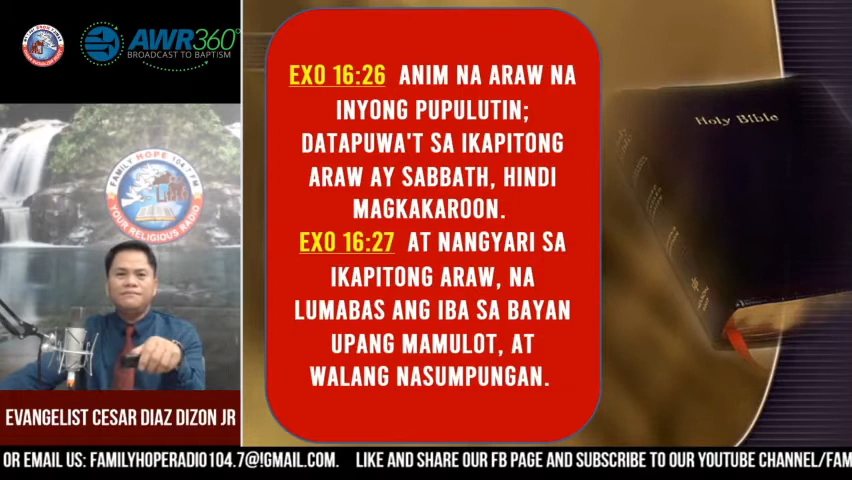 AWR360°
BROADCAST TO BAPTISM
FAMILY HOPE 104.7 FM
YOUR RELIGIOUS RADIO
EVANGELIST CESAR DIAZ DIZON JR
EXO 16:26 ANIM NA ARAW NA
INYONG PUPULUTIN;
DATAPUWA'T SA IKAPITONG
ARAW AY SABBATH, HINDI
MAGKAKAROON.
EXO 16:27 AT NANGYARI SA
IKAPITONG ARAW, NA
LUMABAS ANG IBA SA BAYAN
UPANG MAMULOT, AT
WALANG NASUMPUNGAN.
Holy Bible
OR EMAIL US: FAMILYHOPERADIO104.7@!GMAIL.COM. LIKE AND SHARE OUR FB PAGE AND SUBSCRIBE TO OUR YOUTUBE CHANNEL/FAM